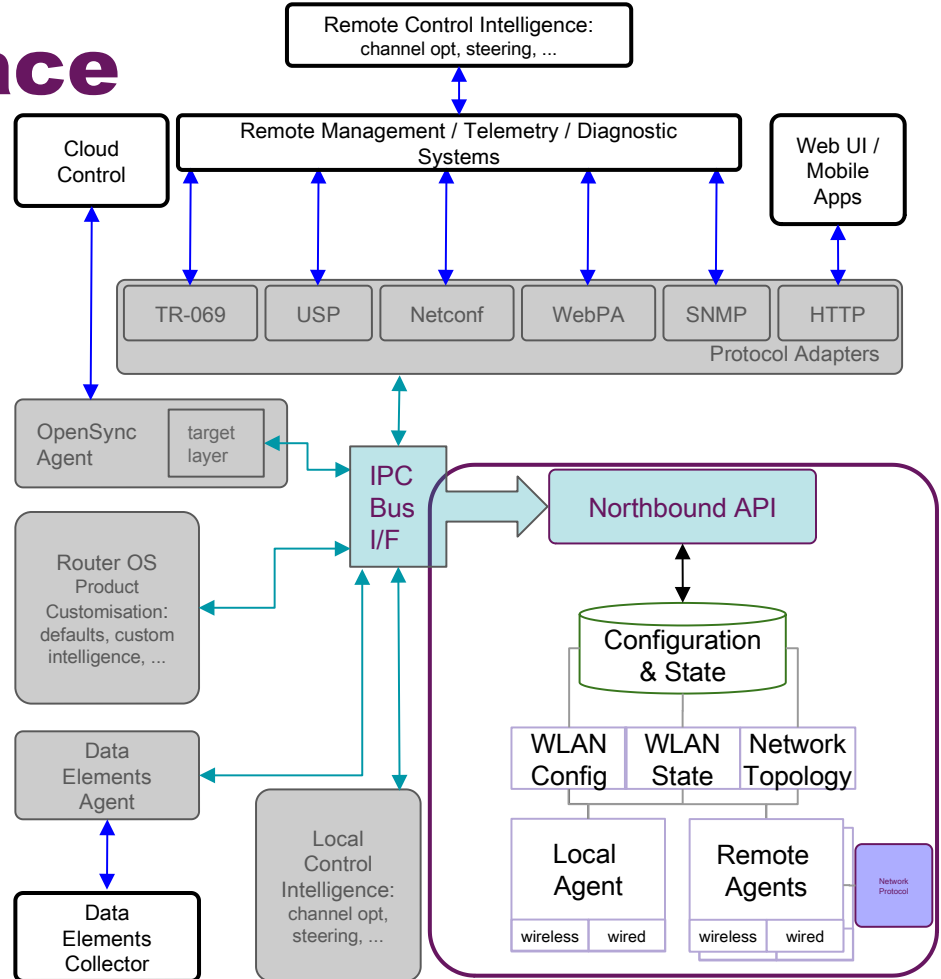 ace
Remote Control Intelligence:
channel opt, steering, ...
Cloud
Control
Remote Management / Telemetry / Diagnostic
Systems
Web UI /
Mobile
Apps
TR-069
USP
Netconf
WebPA
SNMP
HTTP
Protocol Adapters
OpenSync
Agent
target
layer
IPC
Bus
I/F
Northbound API
Router OS
Product
Customisation:
defaults, custom
intelligence, ...
Configuration
& State
WLAN
Config
WLAN
State
Network
Topology
Data
Elements
Agent
Local
Control
Intelligence:
channel opt,
steering, ...
Local
Agent
wireless
wired
Remote
Agents
wireless
wired
Network
Protocol
Data
Elements
Collector